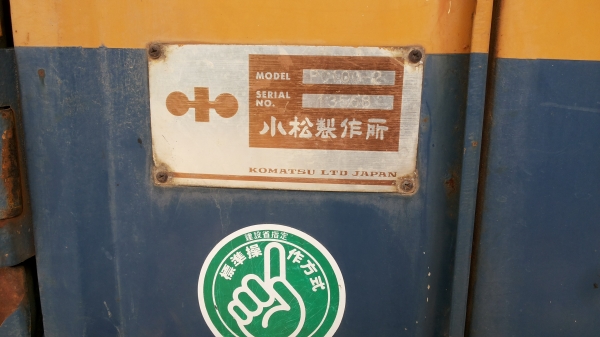 MODEL
SERIAL
NO.
小松製作所
KOMATSU LTD JAPAN
建設省指定
標準操作方式